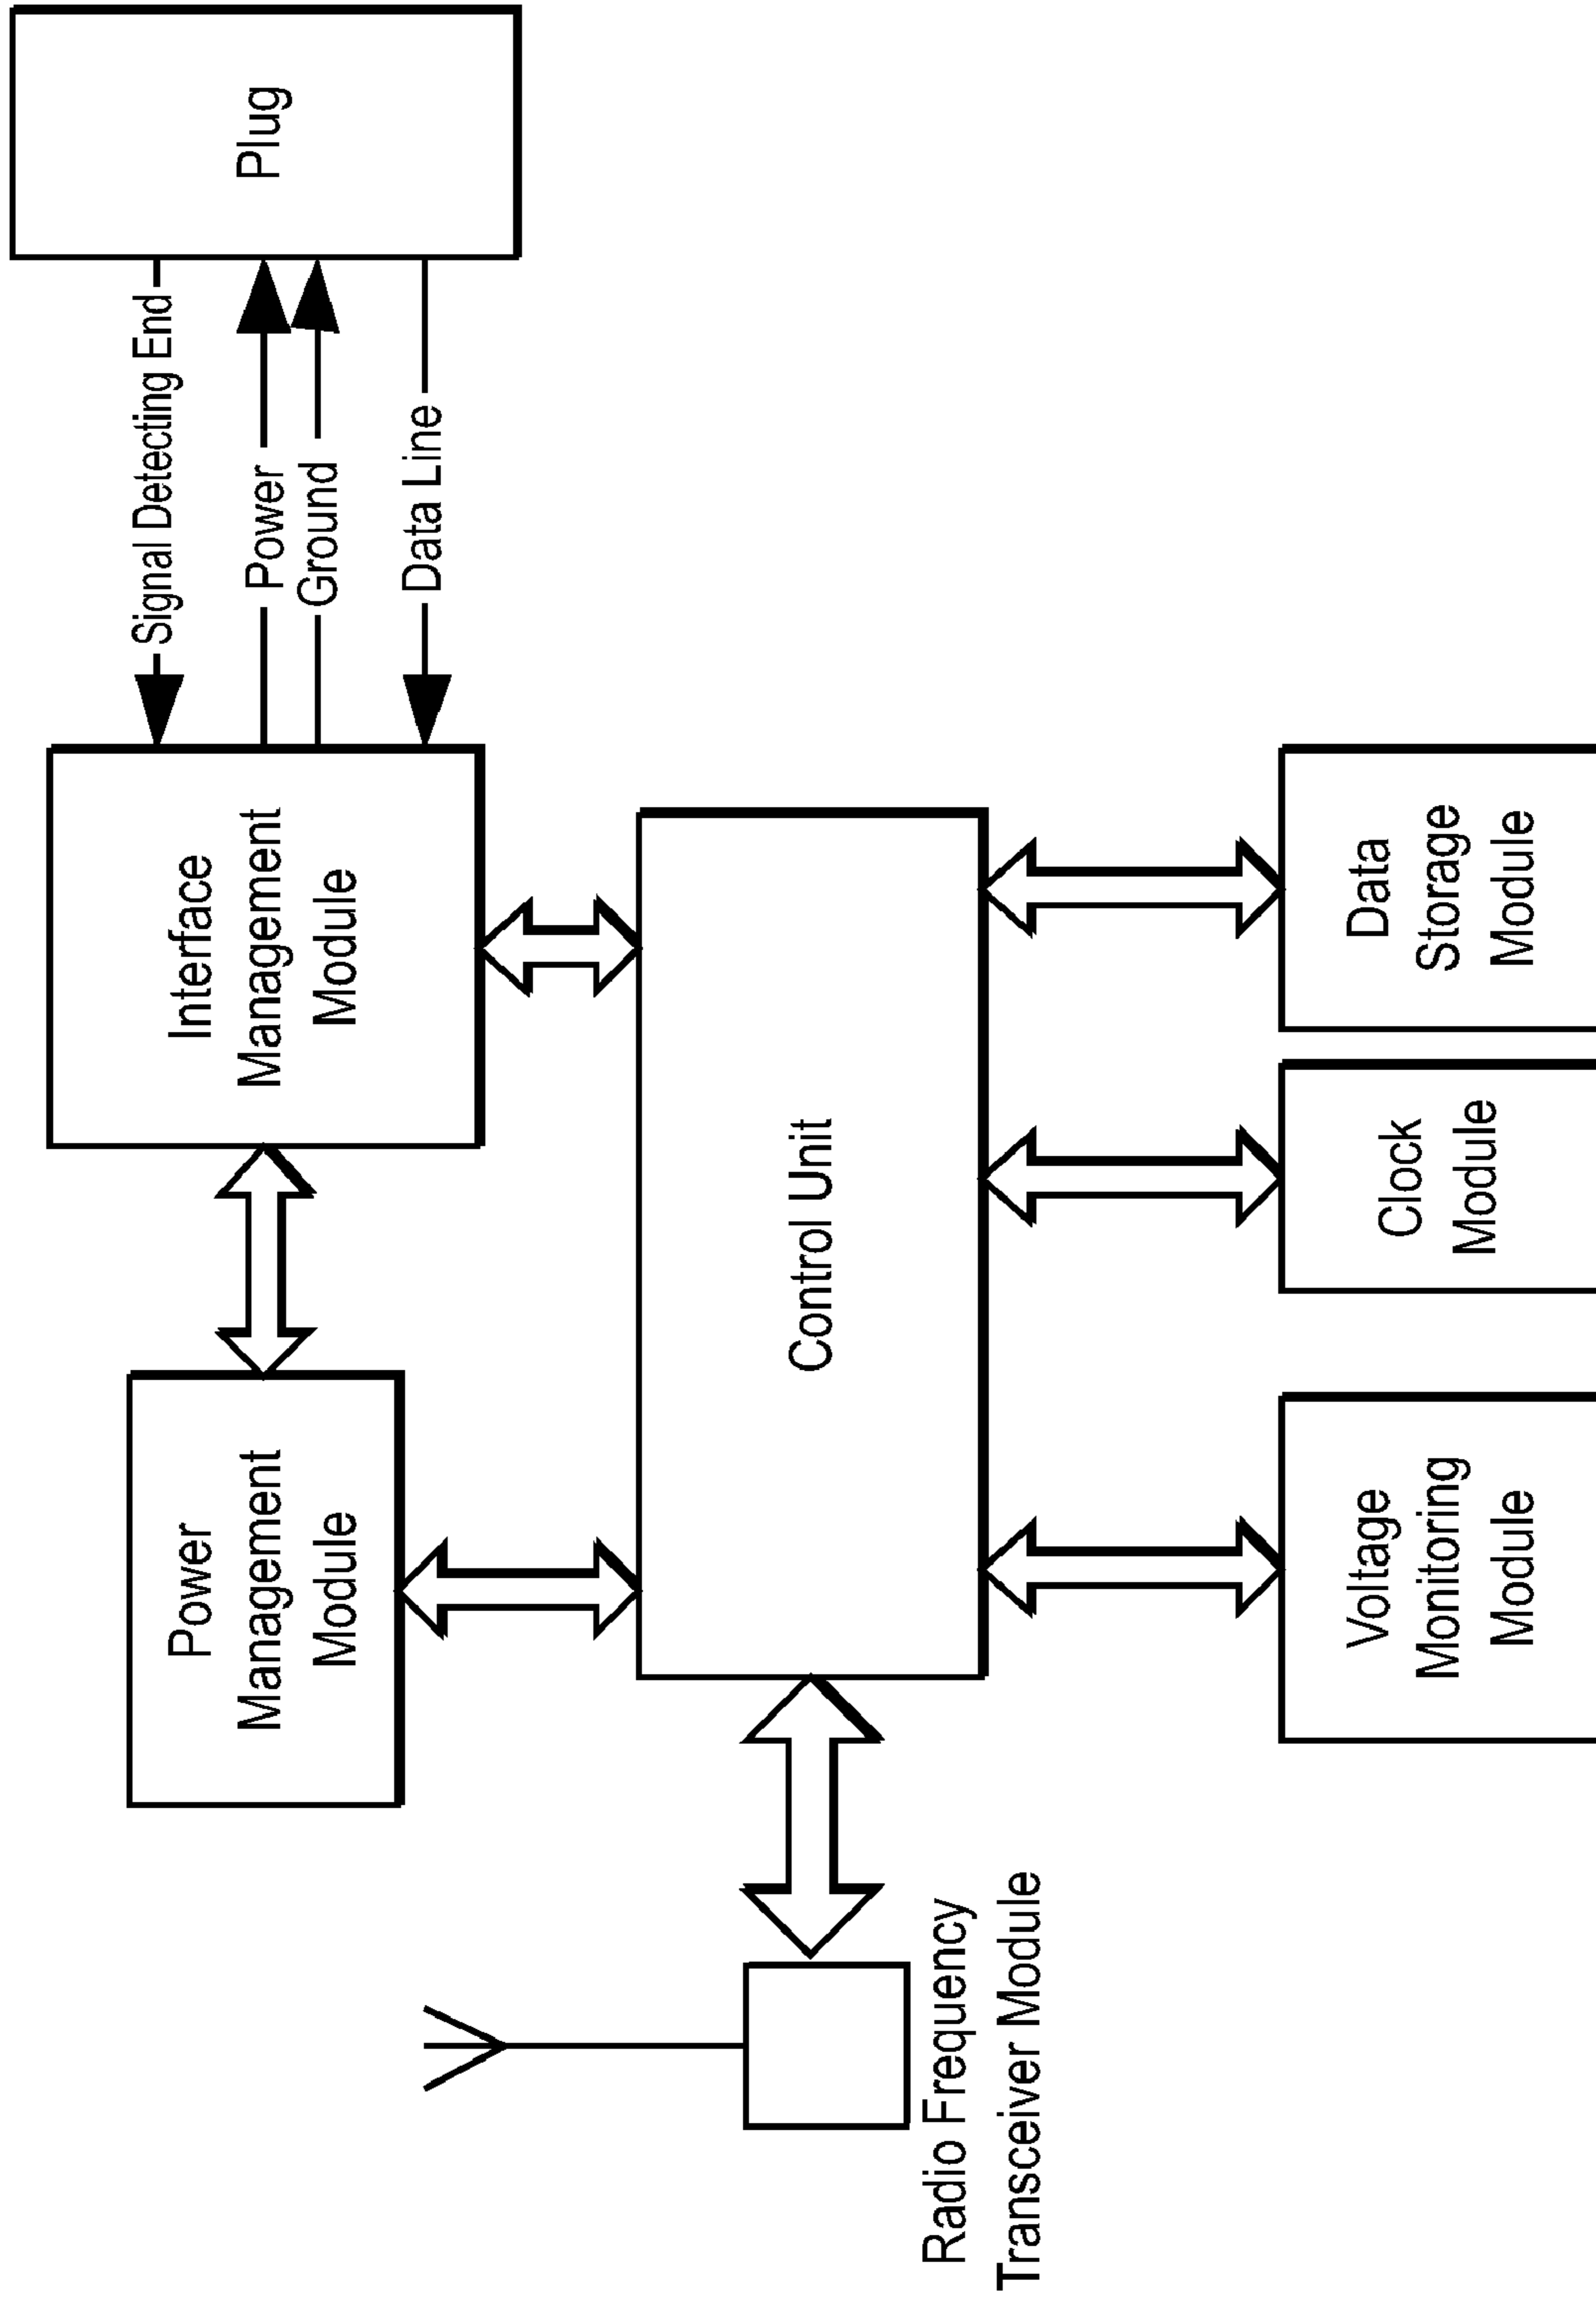 Power
Management
Module
Interface
Management
Module
Signal Detecting End
Power
Ground
Data Line
Plug
Control Unit
Radio Frequency
Transceiver Module
Voltage
Monitoring
Module
Clock
Module
Data
Storage
Module